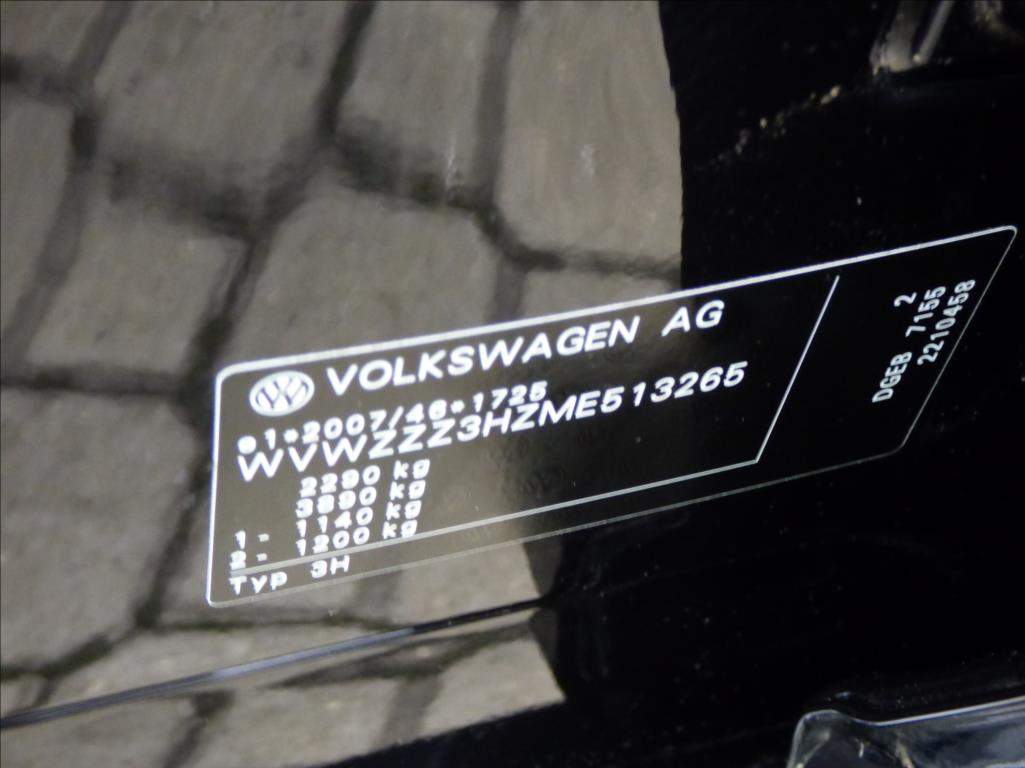 VOLKSWAGEN AG
e1*2007/46*1725
WVWZZZ3HZME513265
2290 kg
3890 kg
1- 1140 kg
2- 1200 kg
Typ 3H
2
DGEB 7155
2210458